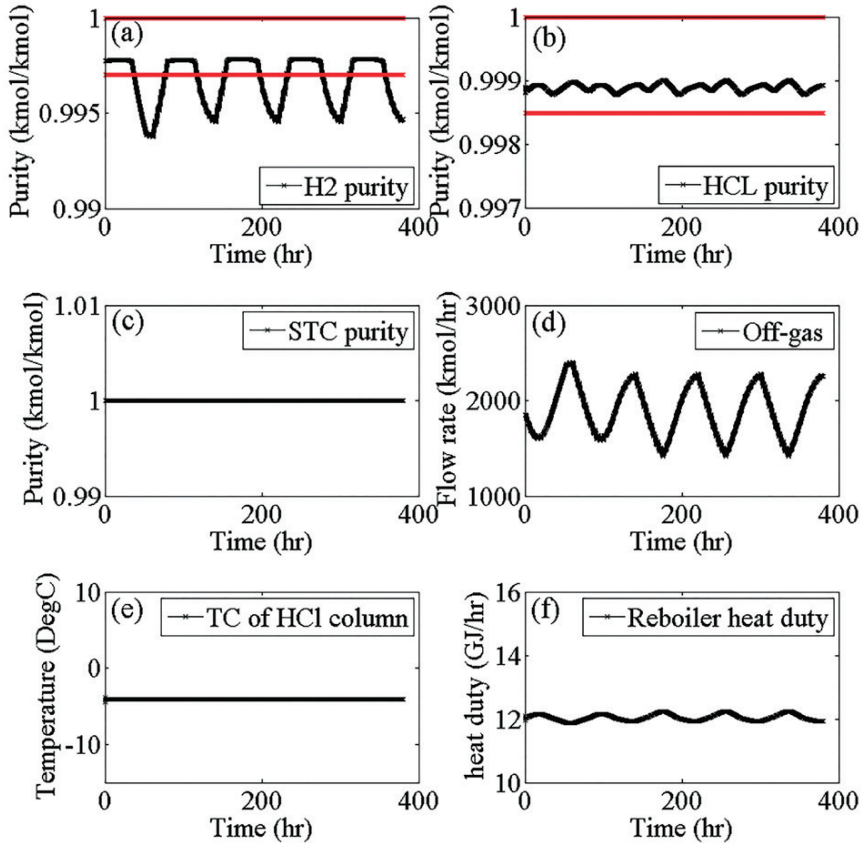 (a)
Purity (kmol/kmol)
1
0.995
0.99
H2 purity
0 200 400
Time (hr)
(b)
Purity (kmol/kmol)
1
0.999
0.998
0.997
HCL purity
0 200 400
Time (hr)
(c)
Purity (kmol/kmol)
1.01
1
0.99
STC purity
0 200 400
Time (hr)
(d)
Flow rate (kmol/hr)
3000
2000
1000
Off-gas
0 200 400
Time (hr)
(e)
Temperature (DegC)
10
0
-10
TC of HCl column
0 200 400
Time (hr)
(f)
heat duty (GJ/hr)
16
14
12
10
Reboiler heat duty
0 200 400
Time (hr)